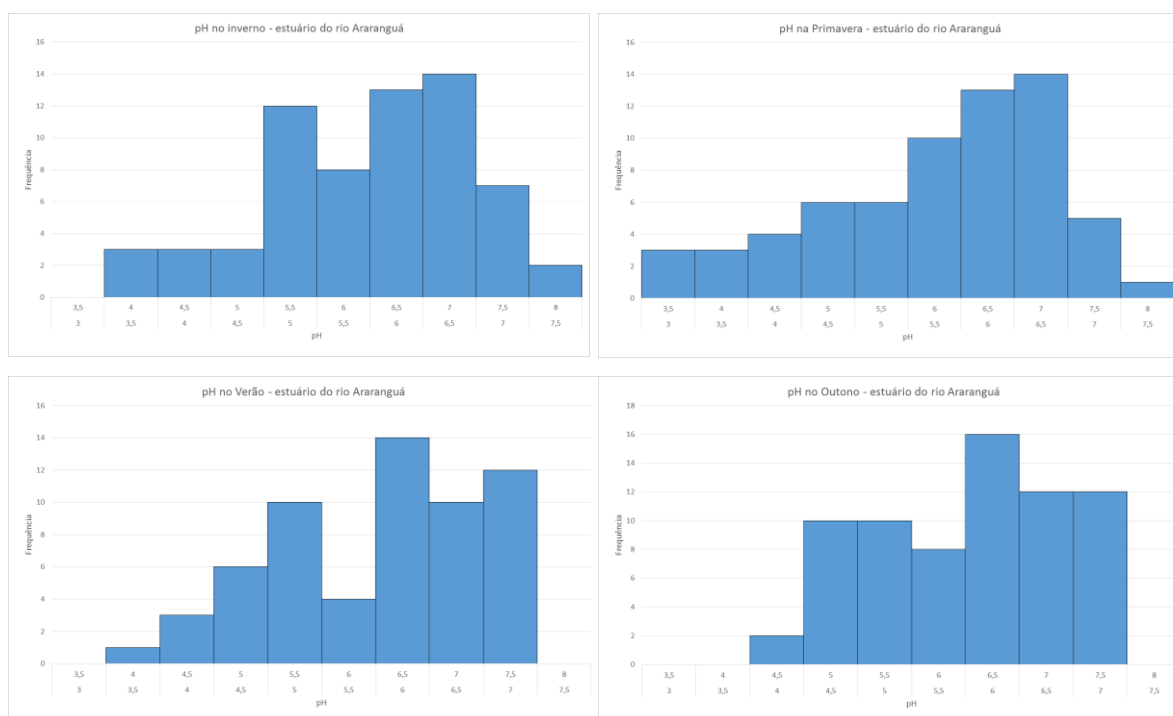 pH no inverno - estuário do rio Araranguá
16
14
12
10
8
6
4
2
0
Frequência
3,5 4 4,5 5 5,5 6 6,5 7 7,5 8
3 3,5 4 4,5 5 5,5 6 6,5 7 7,5
pH
pH na Primavera - estuário do rio Araranguá
16
14
12
10
8
6
4
2
0
Frequência
3,5 4 4,5 5 5,5 6 6,5 7 7,5 8
3 3,5 4 4,5 5 5,5 6 6,5 7 7,5
pH
pH no Verão - estuário do rio Araranguá
16
14
12
10
8
6
4
2
0
Frequência
3,5 4 4,5 5 5,5 6 6,5 7 7,5 8
3 3,5 4 4,5 5 5,5 6 6,5 7 7,5
pH
pH no Outono - estuário do rio Araranguá
18
16
14
12
10
8
6
4
2
0
Frequência
3,5 4 4,5 5 5,5 6 6,5 7 7,5 8
3 3,5 4 4,5 5 5,5 6 6,5 7 7,5
pH